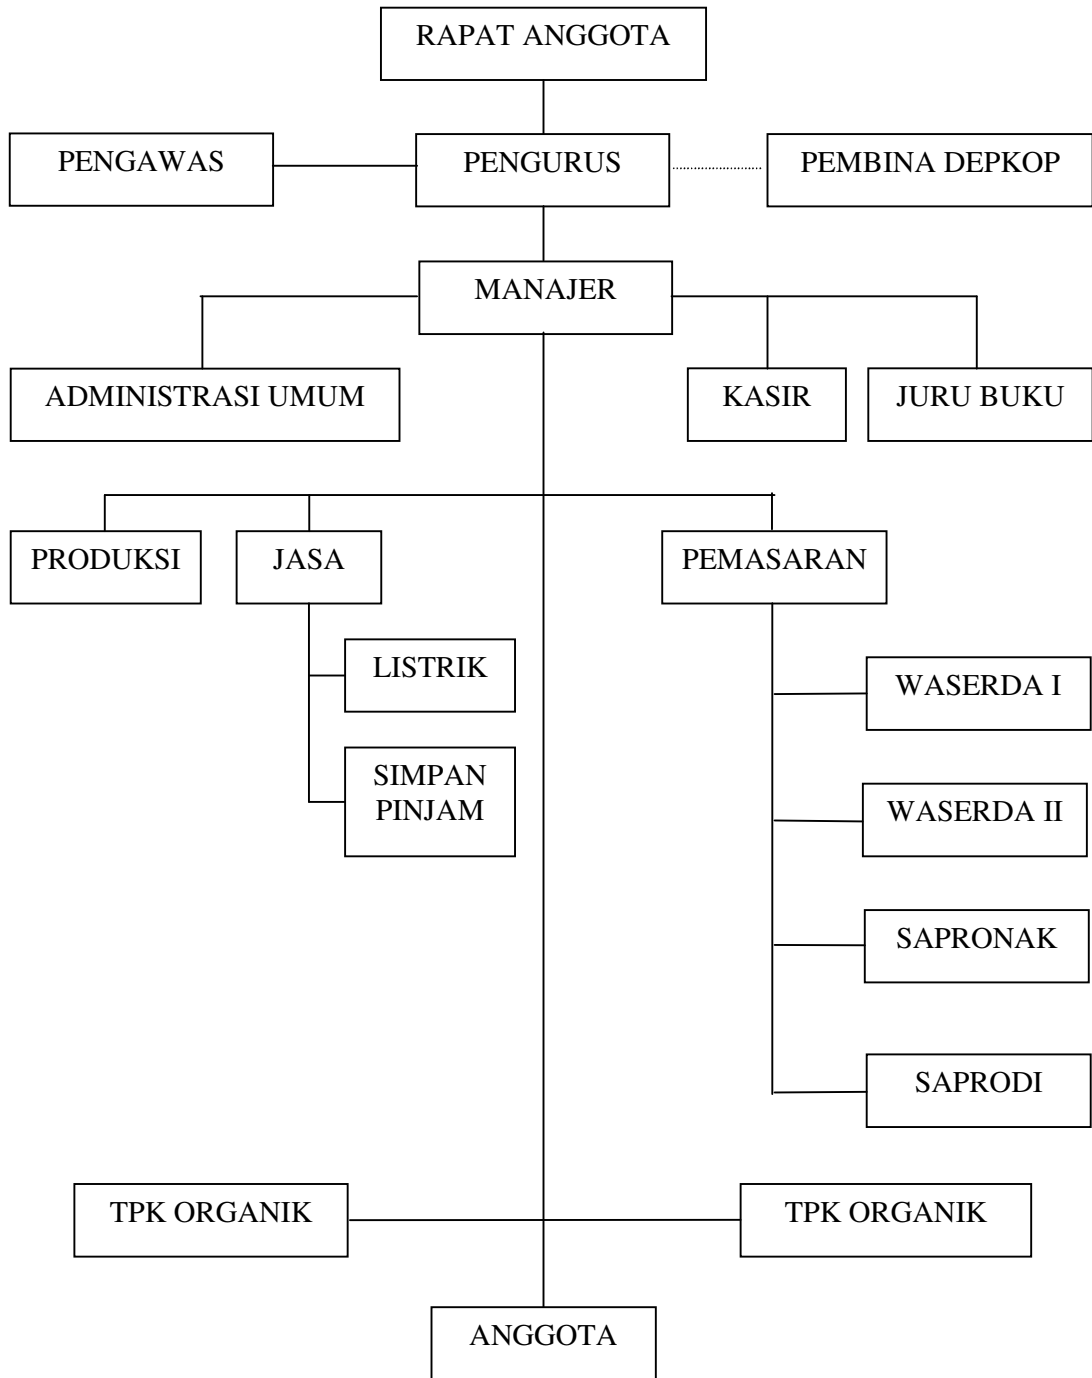 RAPAT ANGGOTA
PENGAWAS
PENGURUS
PEMBINA DEPKOP
MANAJER
ADMINISTRASI UMUM
KASIR
JURU BUKU
PRODUKSI
JASA
PEMASARAN
LISTRIK
WASERDA I
SIMPAN
PINJAM
WASERDA II
SAPRONAK
SAPRODI
TPK ORGANIK
TPK ORGANIK
ANGGOTA